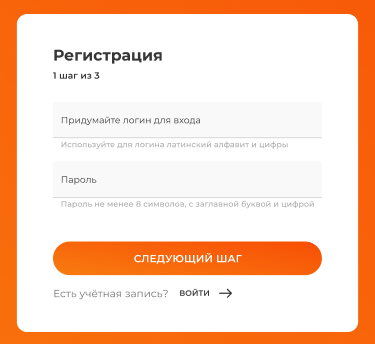 Регистрация
1 шаг из 3
Придумайте логин для входа
Используйте для логина латинский алфавит и цифры
Пароль
Пароль не менее 8 символов, с заглавной буквой и цифрой
СЛЕДУЮЩИЙ ШАГ
Есть учётная запись? ВОЙТИ →